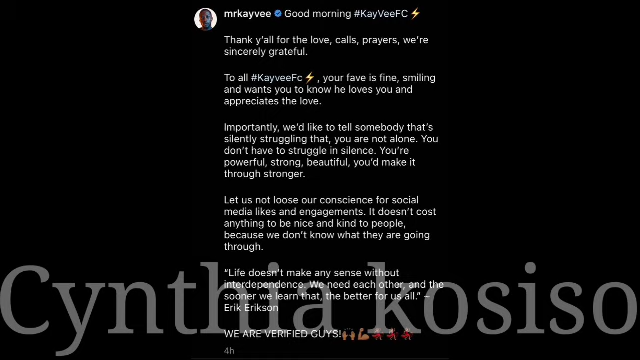 mrkayvee Good morning #KayVeeFC⚡
Thank y'all for the love, calls, prayers, we're
sincerely grateful.
To all #KayveeFc⚡, your fave is fine, smiling
and wants you to know he loves you and
appreciates the love.
Importantly, we'd like to tell somebody that's
silently struggling that, you are not alone. You
don't have to struggle in silence. You're
powerful, strong, beautiful, you'd make it
through stronger.
Let us not loose our conscience for social
media likes and engagements. It doesn't cost
anything to be nice and kind to people,
because we don't know what they are going
through.
"Life doesn't make any sense without
interdependence. We need each other, and the
sooner we learn that, the better for us all." –
Erik Erikson
WE ARE VERIFIED GUYS!
4h
Cynthia kosiso